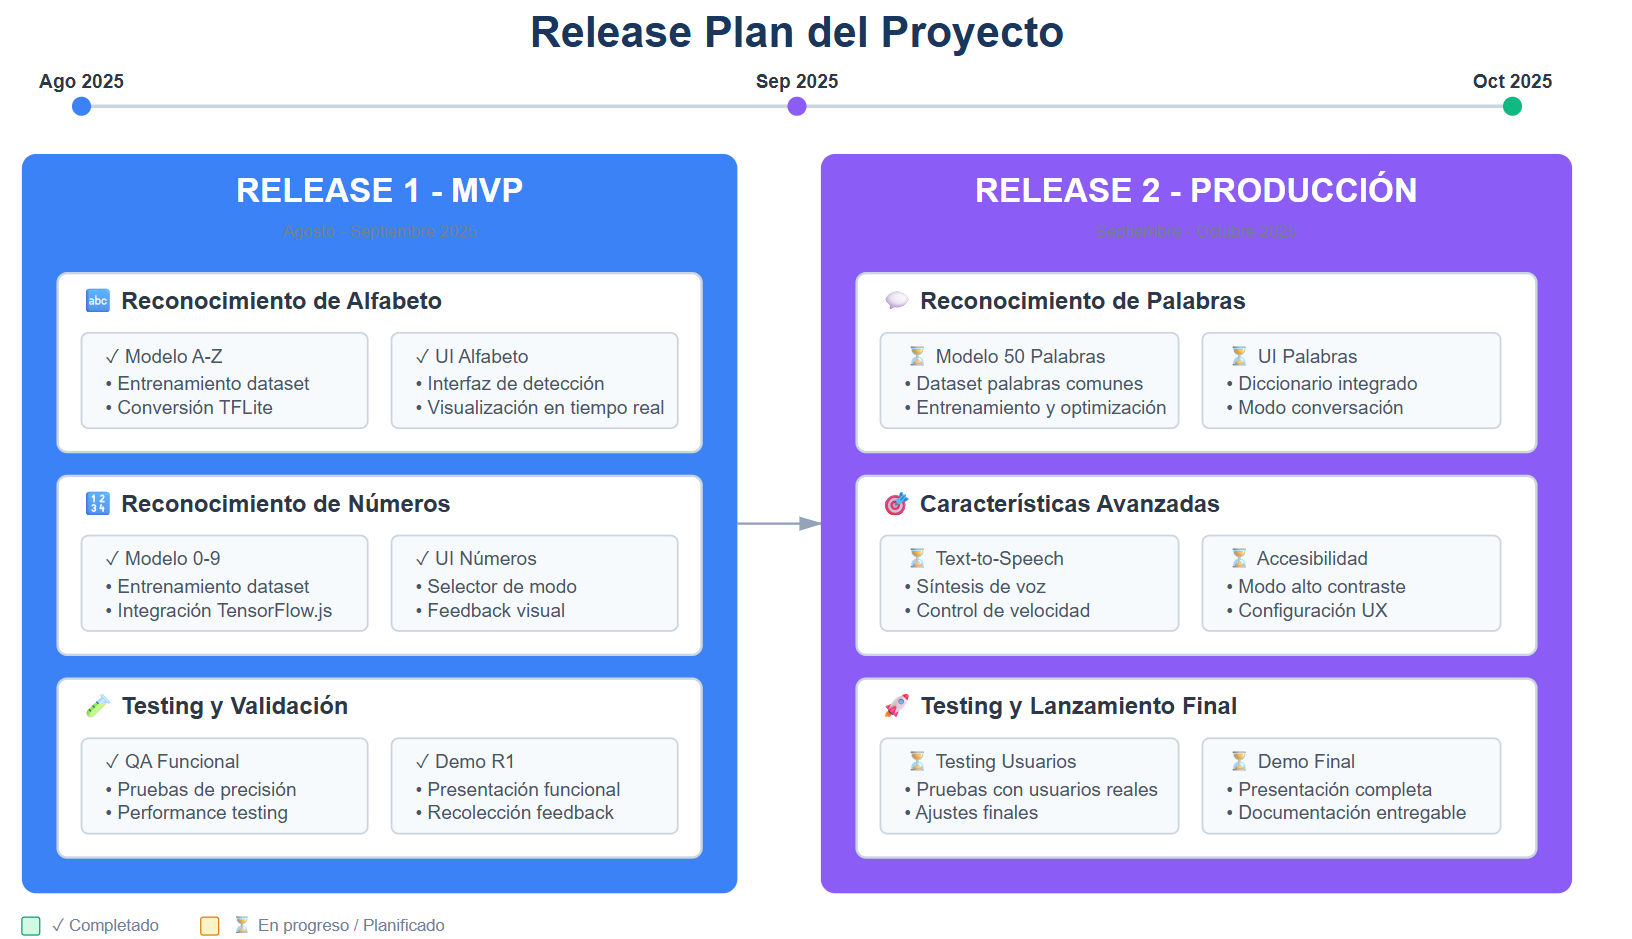 Release Plan del Proyecto
Ago 2025
Sep 2025
Oct 2025
RELEASE 1 - MVP
Agosto - Septiembre 2025
abc Reconocimiento de Alfabeto
✓ Modelo A-Z
• Entrenamiento dataset
• Conversión TFLite
✓ UI Alfabeto
• Interfaz de detección
• Visualización en tiempo real
1234 Reconocimiento de Números
✓ Modelo 0-9
• Entrenamiento dataset
• Integración TensorFlow.js
✓ UI Números
• Selector de modo
• Feedback visual
Testing y Validación
✓ QA Funcional
• Pruebas de precisión
• Performance testing
✓ Demo R1
• Presentación funcional
• Recolección feedback
RELEASE 2 - PRODUCCIÓN
Septiembre - Octubre 2025
Reconocimiento de Palabras
⏳ Modelo 50 Palabras
• Dataset palabras comunes
• Entrenamiento y optimización
⏳ UI Palabras
• Diccionario integrado
• Modo conversación
Características Avanzadas
⏳ Text-to-Speech
• Síntesis de voz
• Control de velocidad
⏳ Accesibilidad
• Modo alto contraste
• Configuración UX
Testing y Lanzamiento Final
⏳ Testing Usuarios
• Pruebas con usuarios reales
• Ajustes finales
⏳ Demo Final
• Presentación completa
• Documentación entregable
✓ Completado
⏳ En progreso / Planificado